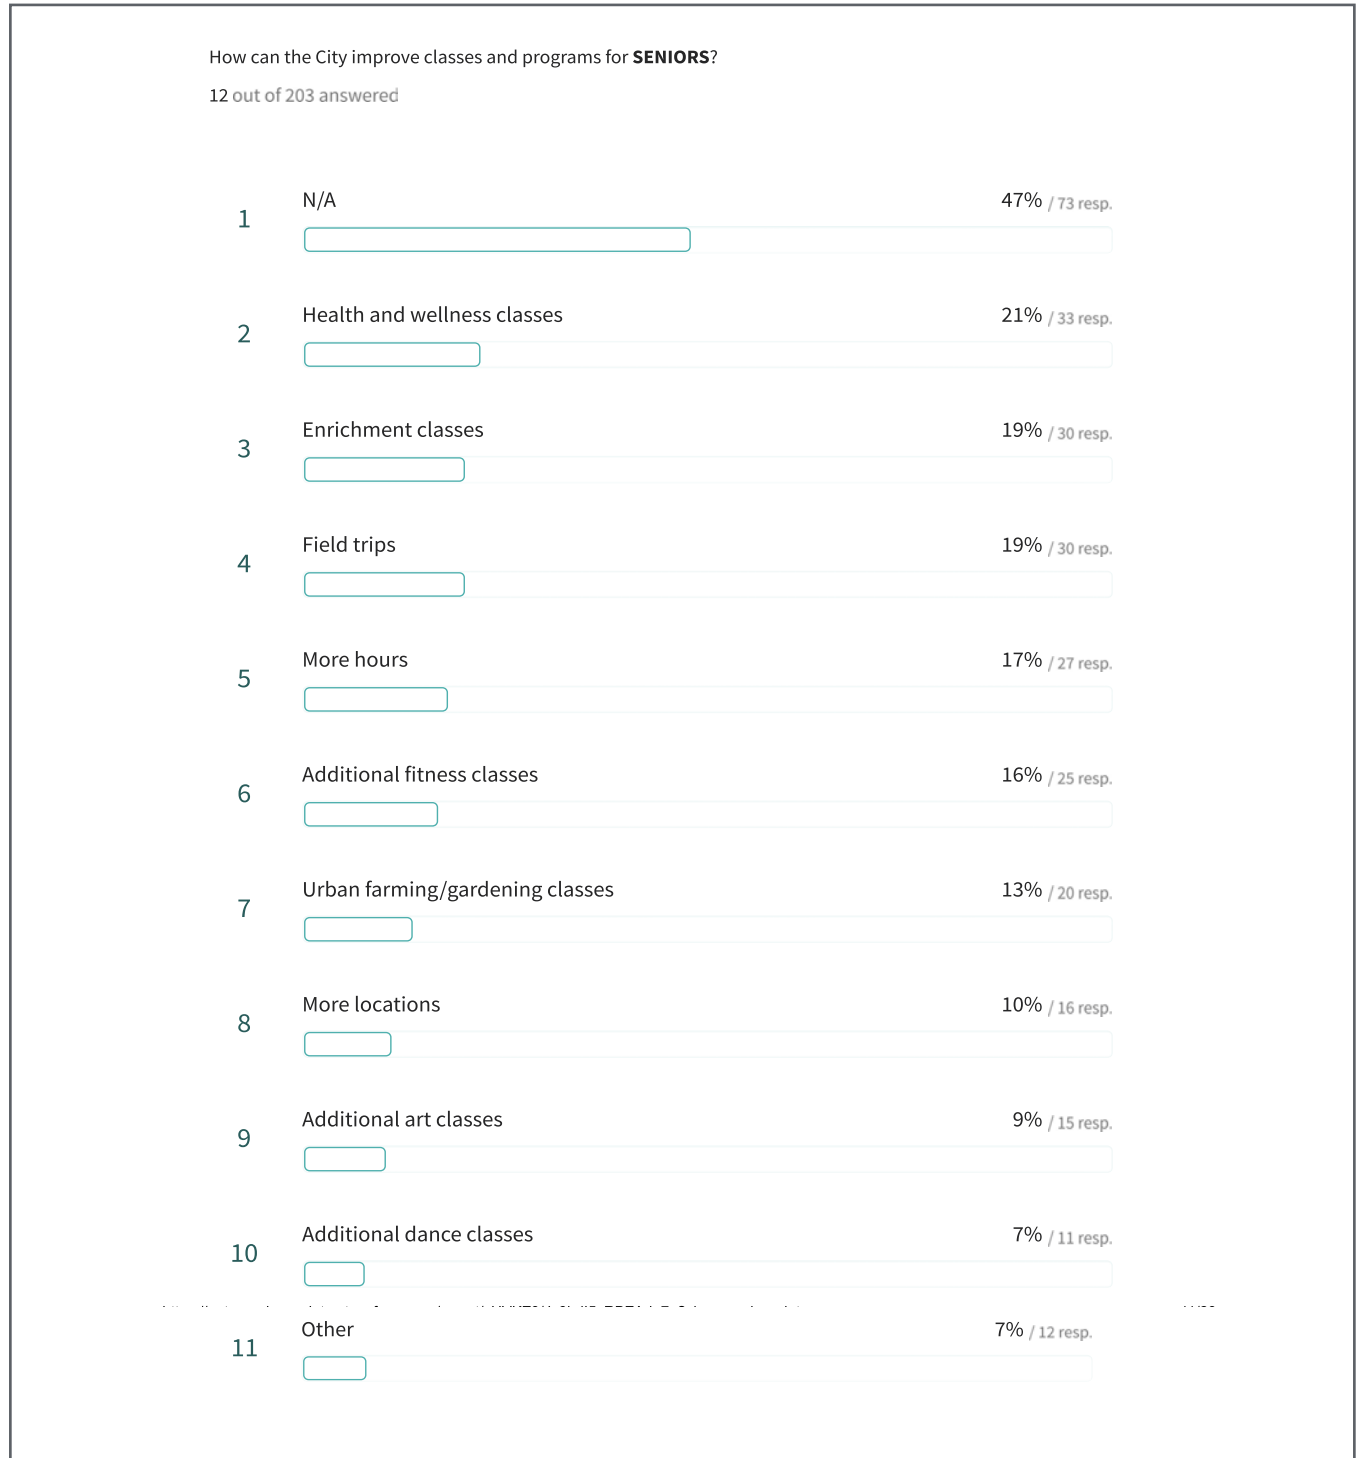 How can the City improve classes and programs for SENIORS?
12 out of 203 answered
1 N/A 47% / 73 resp.
2 Health and wellness classes 21% / 33 resp.
3 Enrichment classes 19% / 30 resp.
4 Field trips 19% / 30 resp.
5 More hours 17% / 27 resp.
6 Additional fitness classes 16% / 25 resp.
7 Urban farming/gardening classes 13% / 20 resp.
8 More locations 10% / 16 resp.
9 Additional art classes 9% / 15 resp.
10 Additional dance classes 7% / 11 resp.
11 Other 7% / 12 resp.